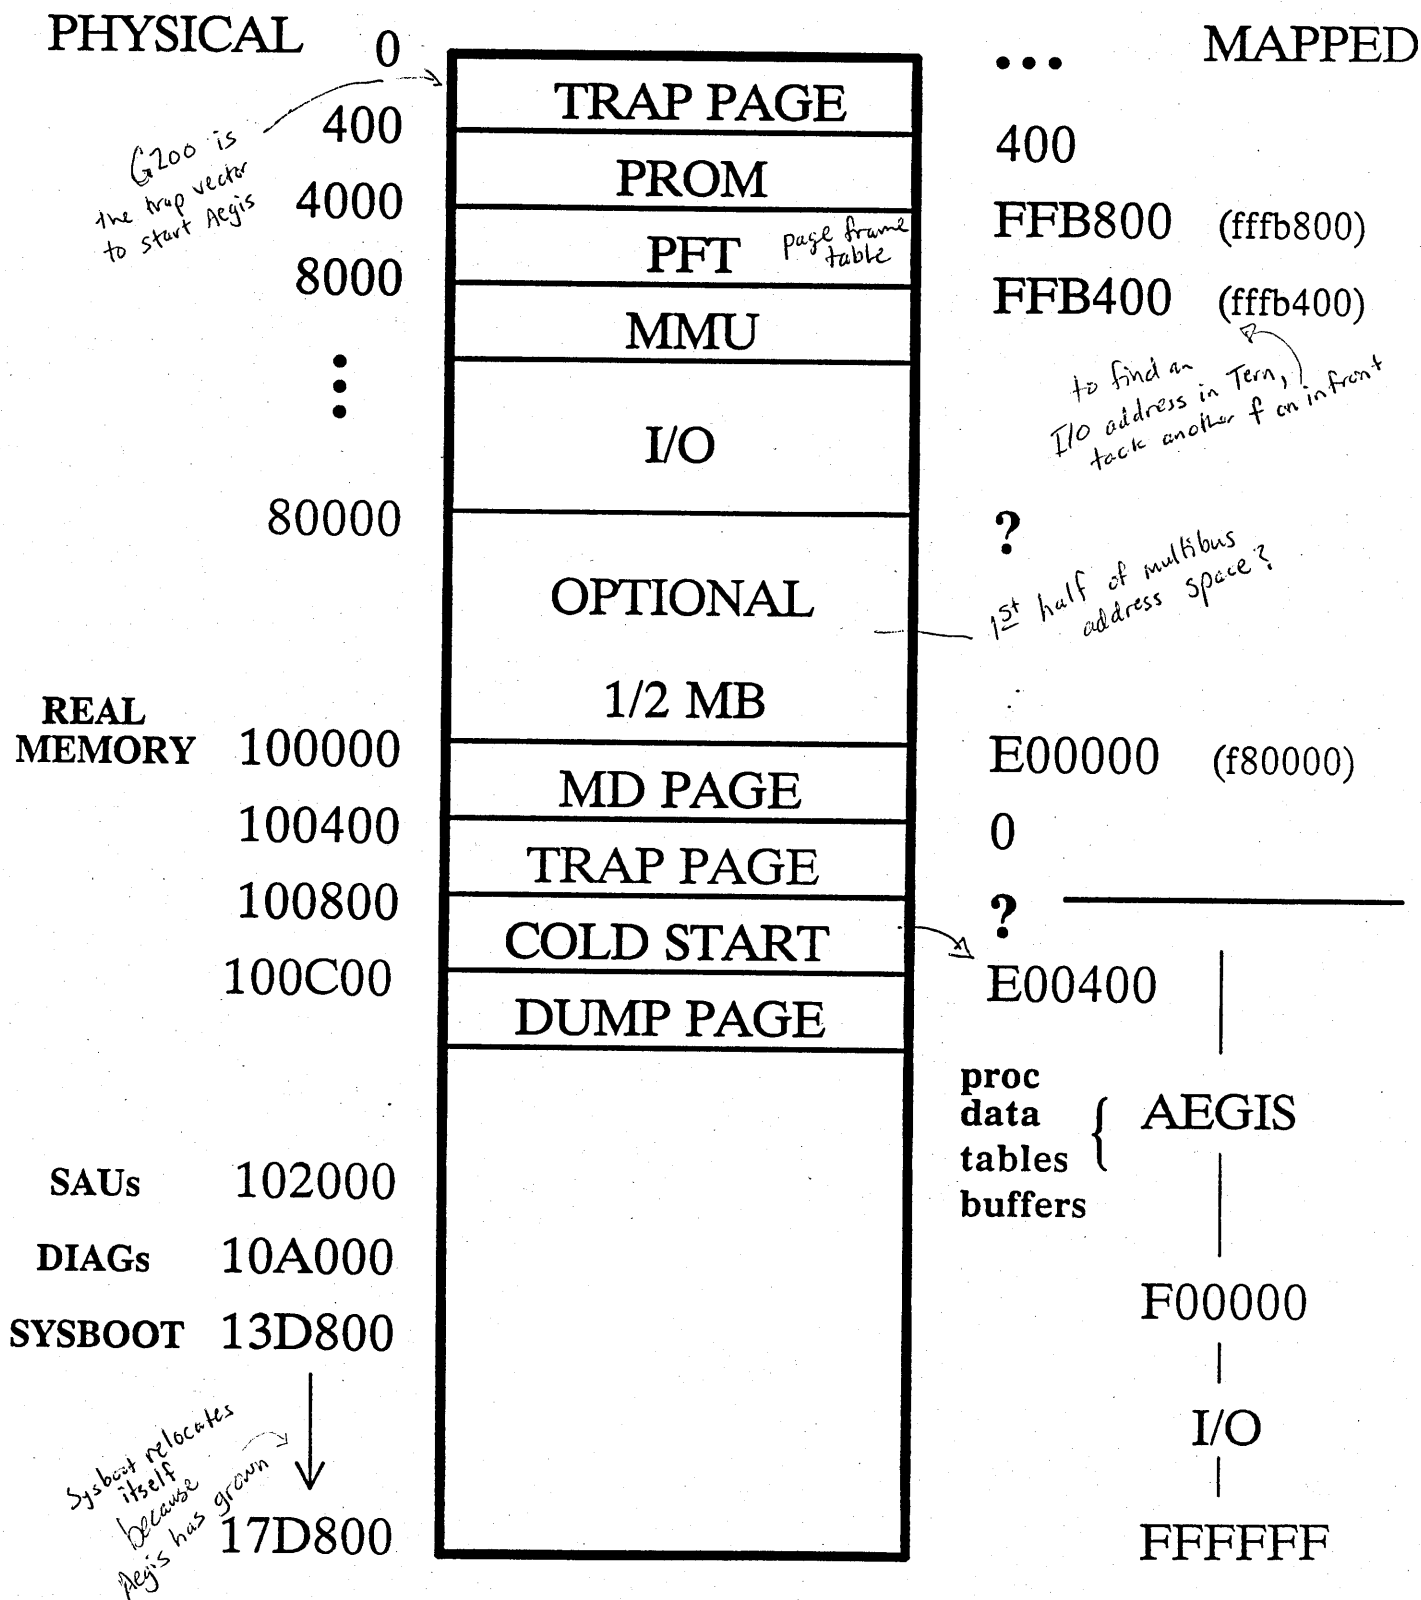 PHYSICAL 0 ... MAPPED
TRAP PAGE
400 400
G200 is
the trap vector
to start Aegis
PROM
4000 FFB800 (fffb800)
PFT page frame
table
8000 FFB400 (fffb400)
MMU
to find an
I/O address in Tern,
tack another f on infront
I/O
80000 ?
OPTIONAL
1st half of multibus
address space?
1/2 MB
REAL
MEMORY 100000 E00000 (f80000)
MD PAGE
100400 0
TRAP PAGE
100800 ?
COLD START
100C00 E00400
DUMP PAGE
proc
data AEGIS
tables
buffers
SAUs 102000
DIAGs 10A000
F00000
SYSBOOT 13D800
I/O
Sysboot relocates
itself
because
Aegis has grown
17D800 FFFFFF